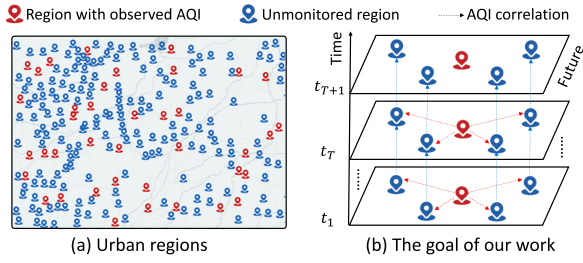 Region with observed AQI
Unmonitored region
AQI correlation
Time
Future
t_{T+1}
t_T
......
......
t_1
(a) Urban regions
(b) The goal of our work